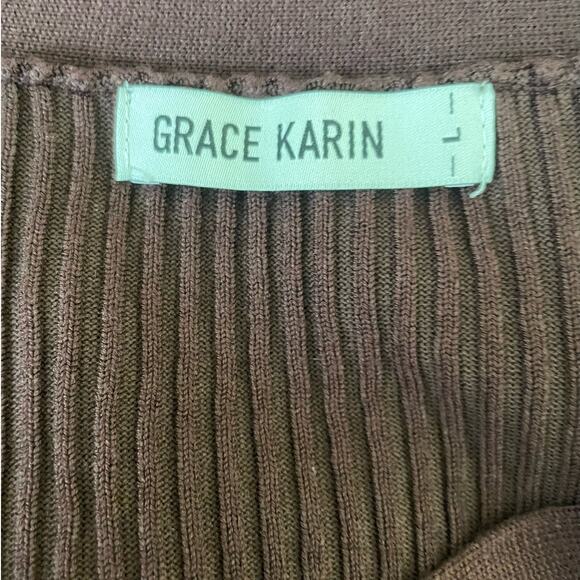 GRACE KARIN
— L —